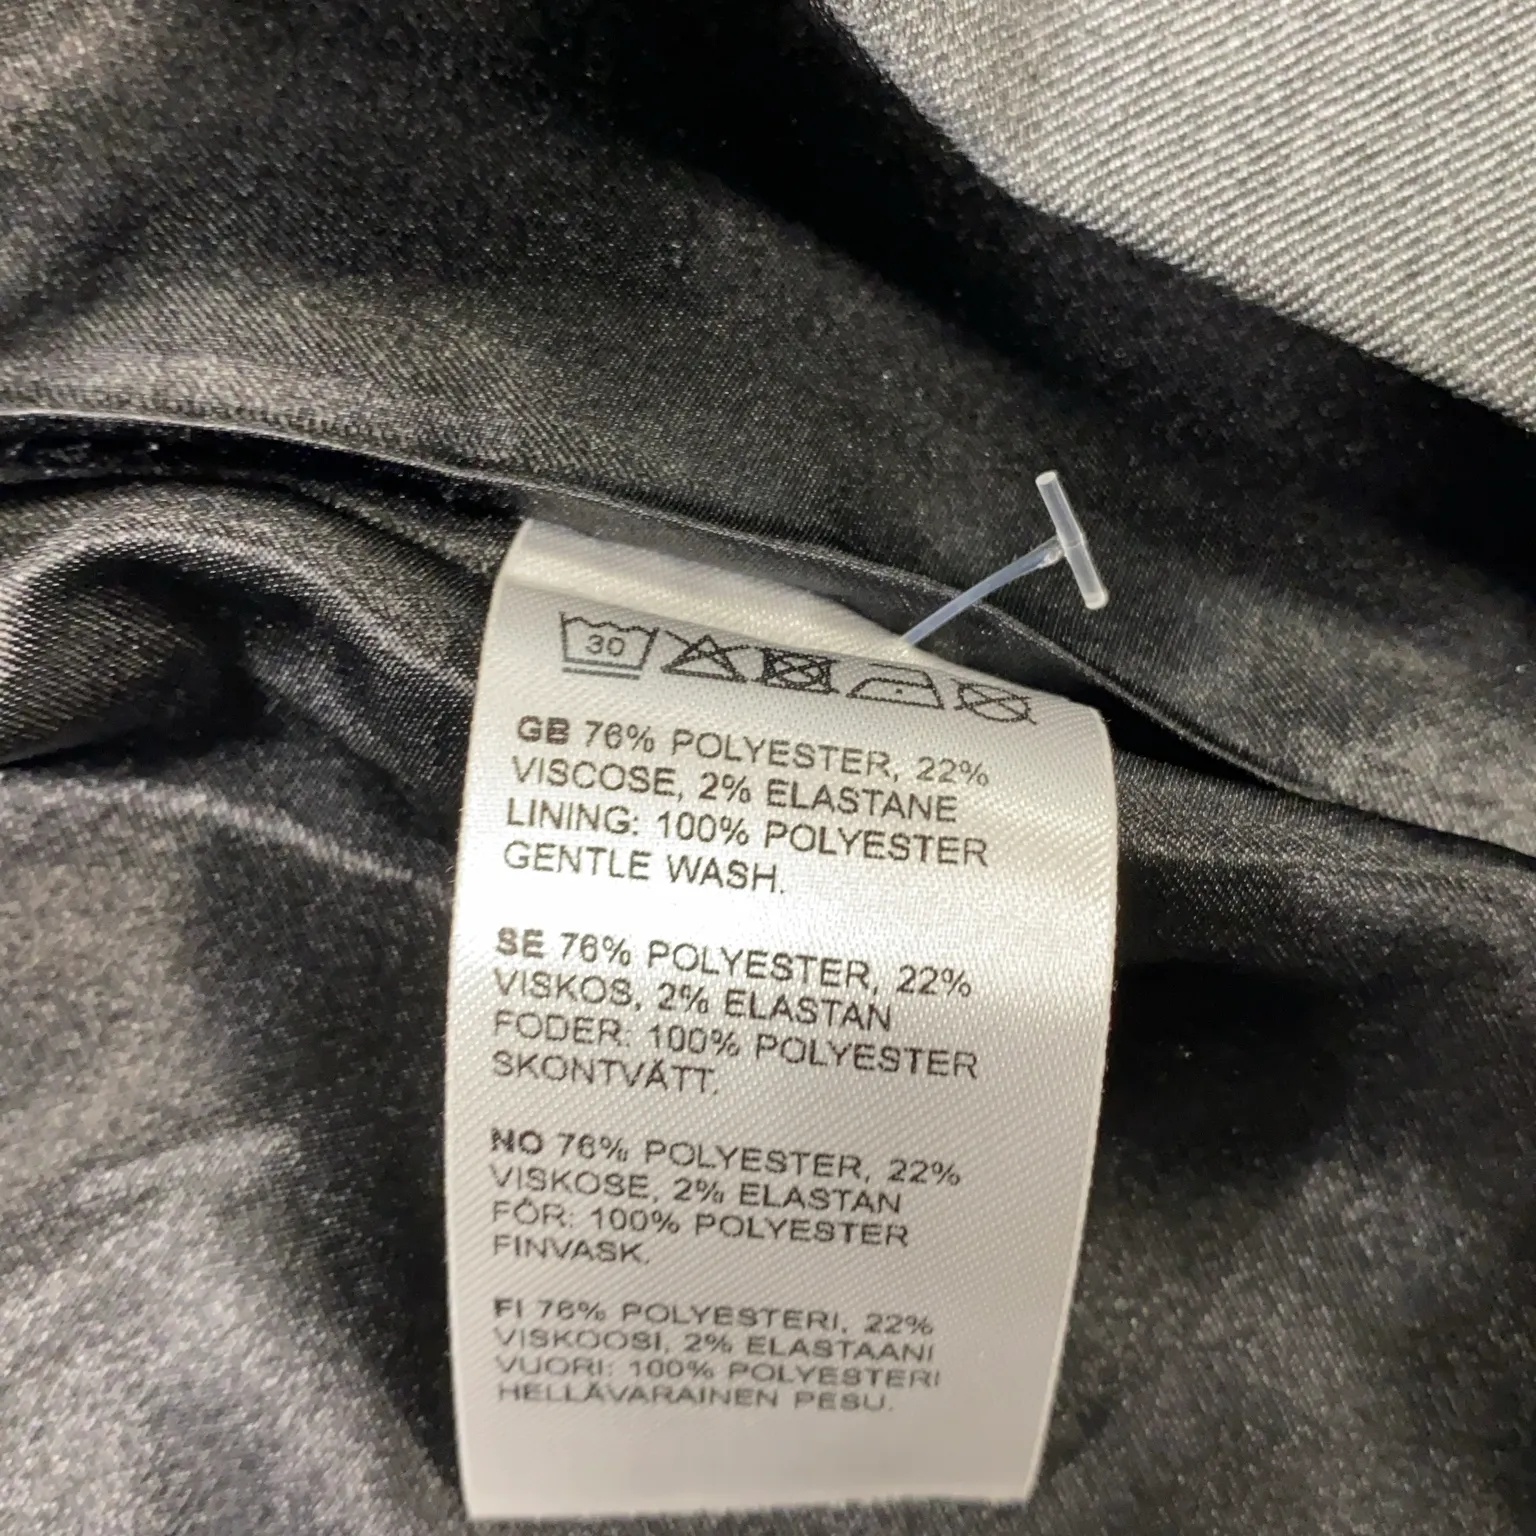 30
GB 76% POLYESTER, 22%
VISCOSE, 2% ELASTANE
LINING: 100% POLYESTER
GENTLE WASH.
SE 76% POLYESTER, 22%
VISKOS, 2% ELASTAN
FODER: 100% POLYESTER
SKONTVÄTT.
NO 76% POLYESTER, 22%
VISKOSE, 2% ELASTAN
FÔR: 100% POLYESTER
FINVASK.
FI 76% POLYESTERI, 22%
VISKOOSI, 2% ELASTAANI
VUORI: 100% POLYESTERI
HELLÄVARAINEN PESU.